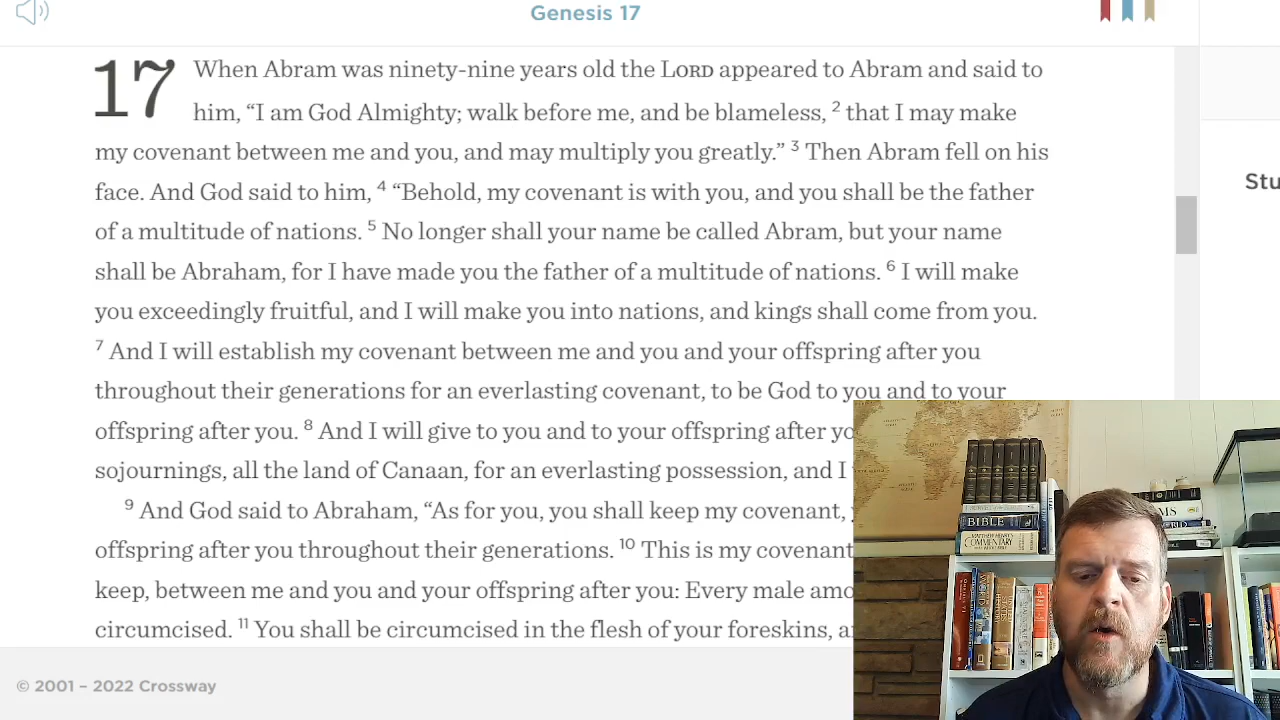 Genesis 17
17 When Abram was ninety-nine years old the LORD appeared to Abram and said to
him, “I am God Almighty; walk before me, and be blameless, 2 that I may make
my covenant between me and you, and may multiply you greatly.” 3 Then Abram fell on his
face. And God said to him, 4 “Behold, my covenant is with you, and you shall be the father
of a multitude of nations. 5 No longer shall your name be called Abram, but your name
shall be Abraham, for I have made you the father of a multitude of nations. 6 I will make
you exceedingly fruitful, and I will make you into nations, and kings shall come from you.
7 And I will establish my covenant between me and you and your offspring after you
throughout their generations for an everlasting covenant, to be God to you and to your
offspring after you. 8 And I will give to you and to your offspring after yo
sojournings, all the land of Canaan, for an everlasting possession, and I
9 And God said to Abraham, “As for you, you shall keep my covenant,
offspring after you throughout their generations. 10 This is my covenant
keep, between me and you and your offspring after you: Every male amo
circumcised. 11 You shall be circumcised in the flesh of your foreskins, a
Stu
BIBLE
COMMENTARY
© 2001 – 2022 Crossway